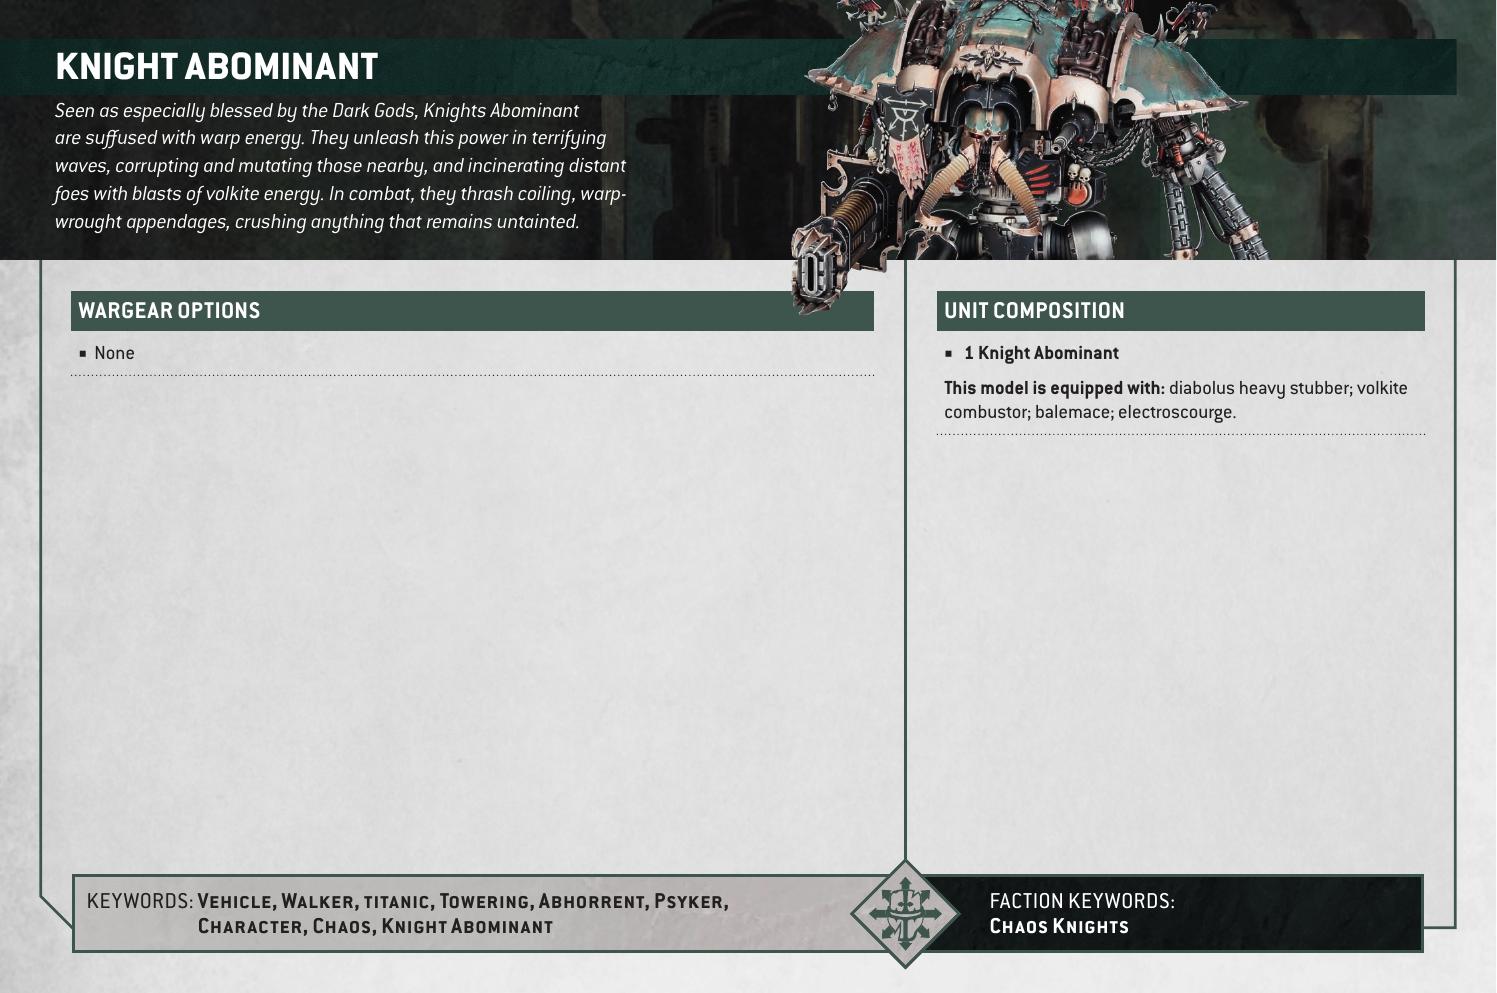 KNIGHT ABOMINANT
Seen as especially blessed by the Dark Gods, Knights Abominant
are suffused with warp energy. They unleash this power in terrifying
waves, corrupting and mutating those nearby, and incinerating distant
foes with blasts of volkite energy. In combat, they thrash coiling, warp-
wrought appendages, crushing anything that remains untainted.
WARGEAR OPTIONS
▪ None
UNIT COMPOSITION
▪ 1 Knight Abominant
This model is equipped with: diabolus heavy stubber; volkite
combustor; balemace; electroscourge.
KEYWORDS: Vehicle, Walker, titanic, Towering, Abhorrent, Psyker,
Character, Chaos, Knight Abominant
FACTION KEYWORDS:
Chaos Knights